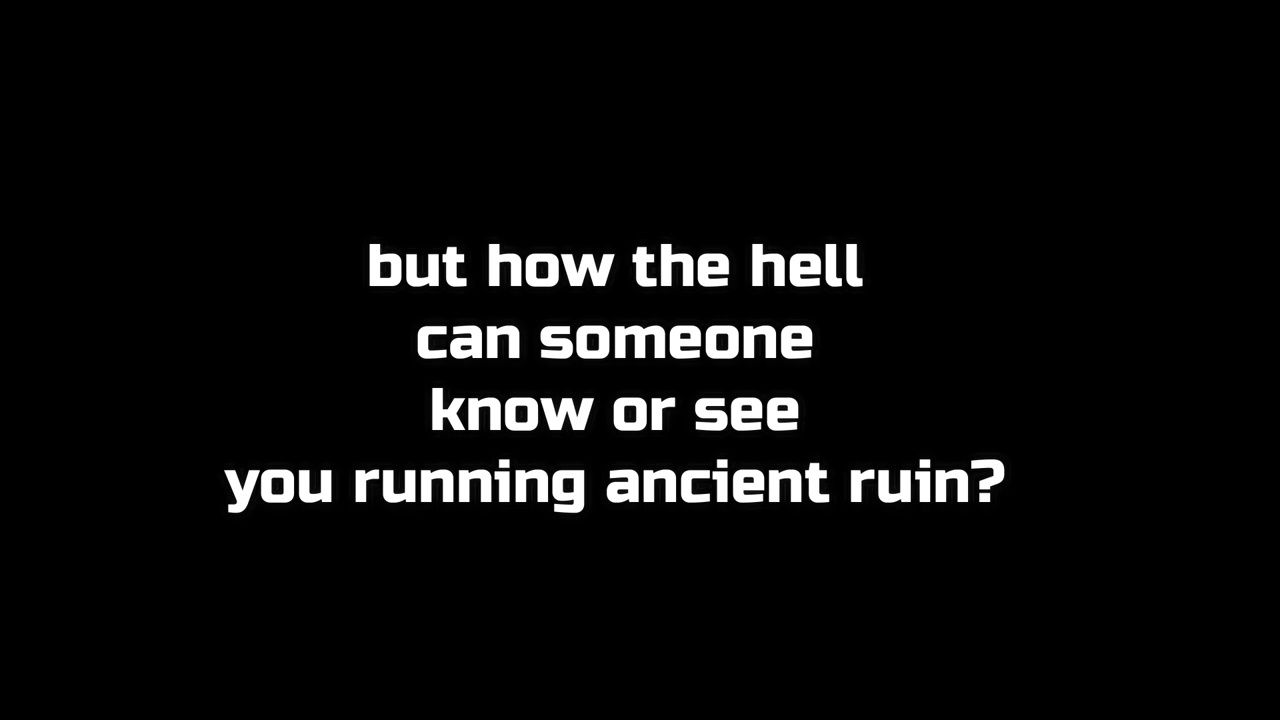 but how the hell
can someone
know or see
you running ancient ruin?